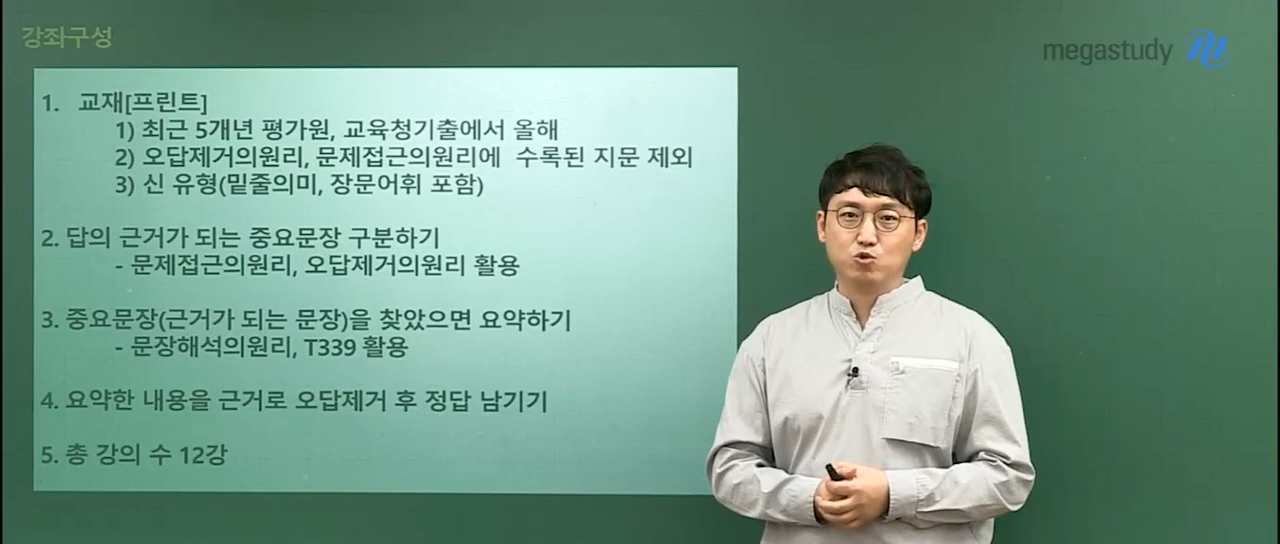 강좌구성
megastudy
1. 교재[프린트]
1) 최근 5개년 평가원, 교육청기출에서 올해
2) 오답제거의원리, 문제접근의원리에 수록된 지문 제외
3) 신 유형(밑줄의미, 장문어휘 포함)
2. 답의 근거가 되는 중요문장 구분하기
- 문제접근의원리, 오답제거의원리 활용
3. 중요문장(근거가 되는 문장)을 찾았으면 요약하기
- 문장해석의원리, T339 활용
4. 요약한 내용을 근거로 오답제거 후 정답 남기기
5. 총 강의 수 12강